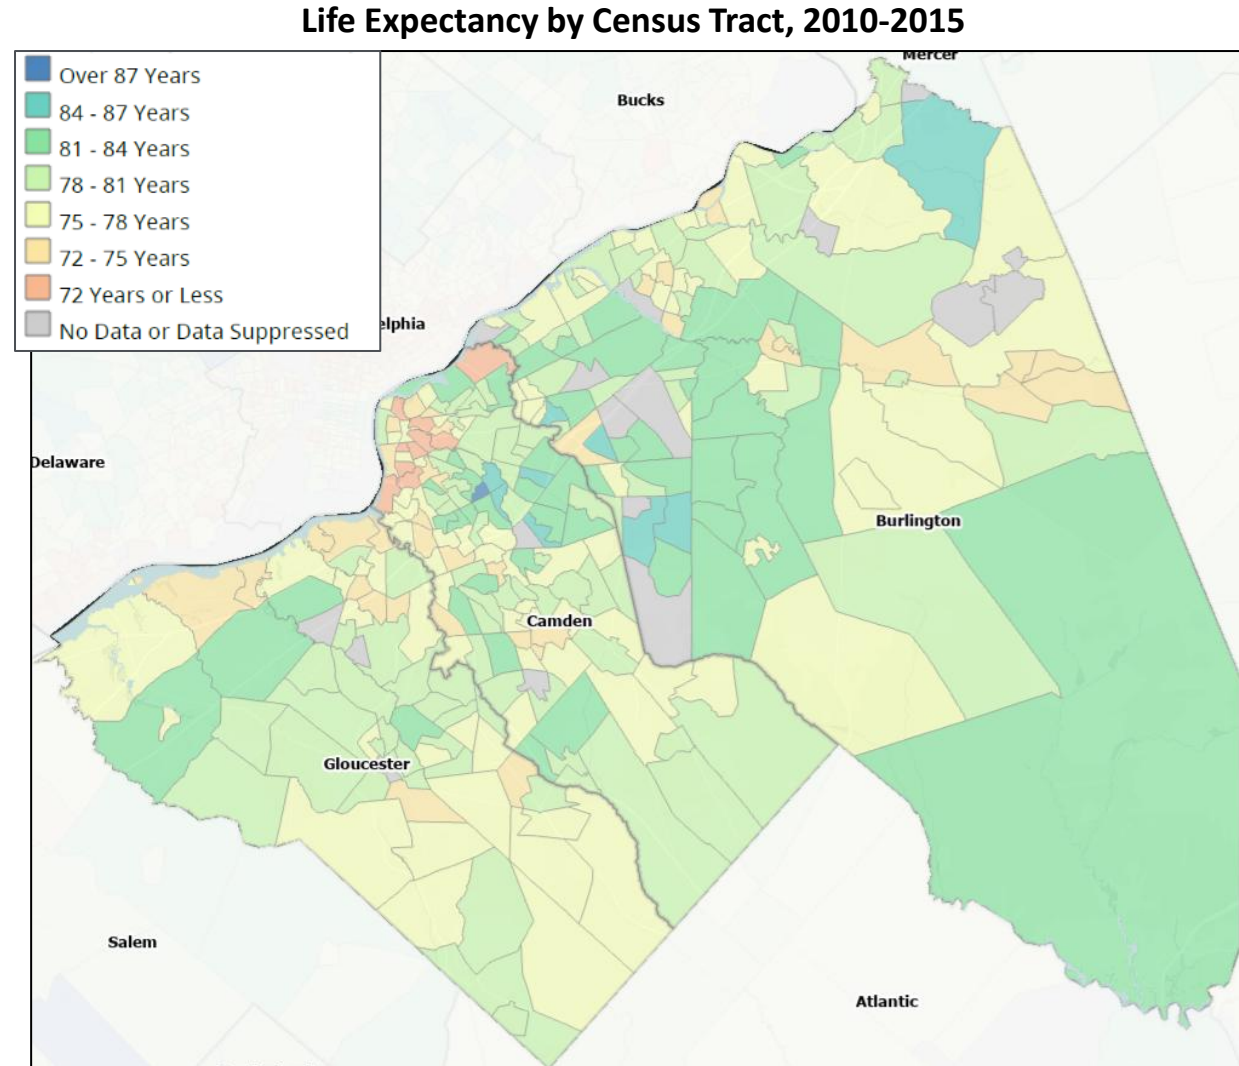 Life Expectancy by Census Tract, 2010-2015
Over 87 Years
84 - 87 Years
81 - 84 Years
78 - 81 Years
75 - 78 Years
72 - 75 Years
72 Years or Less
No Data or Data Suppressed
Mercer
Bucks
elphia
Delaware
Burlington
Camden
Gloucester
Salem
Atlantic